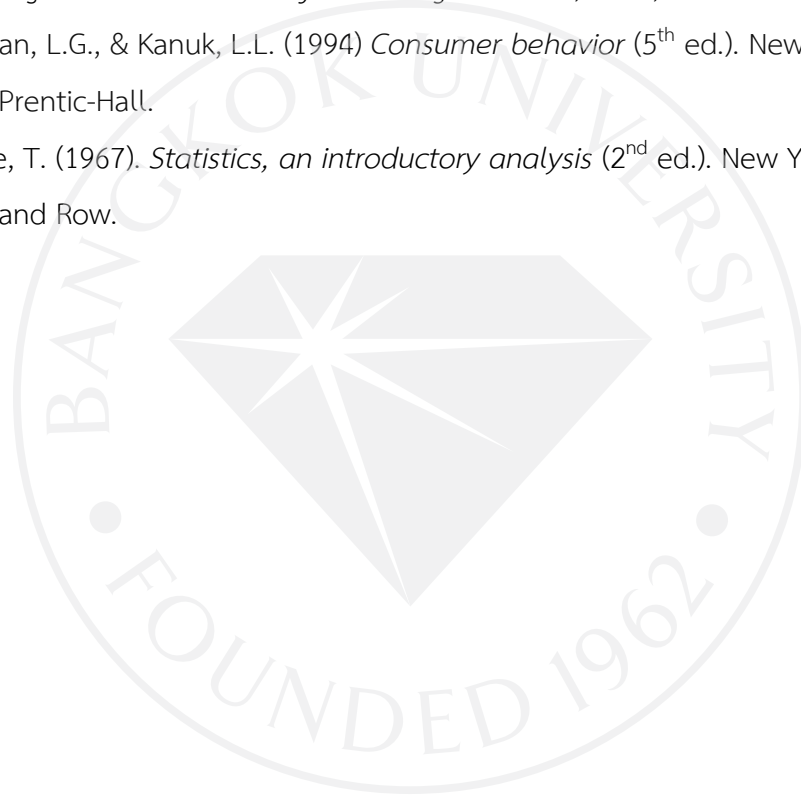 an, L.G., & Kanuk, L.L. (1994) Consumer behavior (5th ed.). New
Prentic-Hall.
e, T. (1967). Statistics, an introductory analysis (2nd ed.). New Y
and Row.
BANGKOK UNIVERSITY
FOUNDED 1962